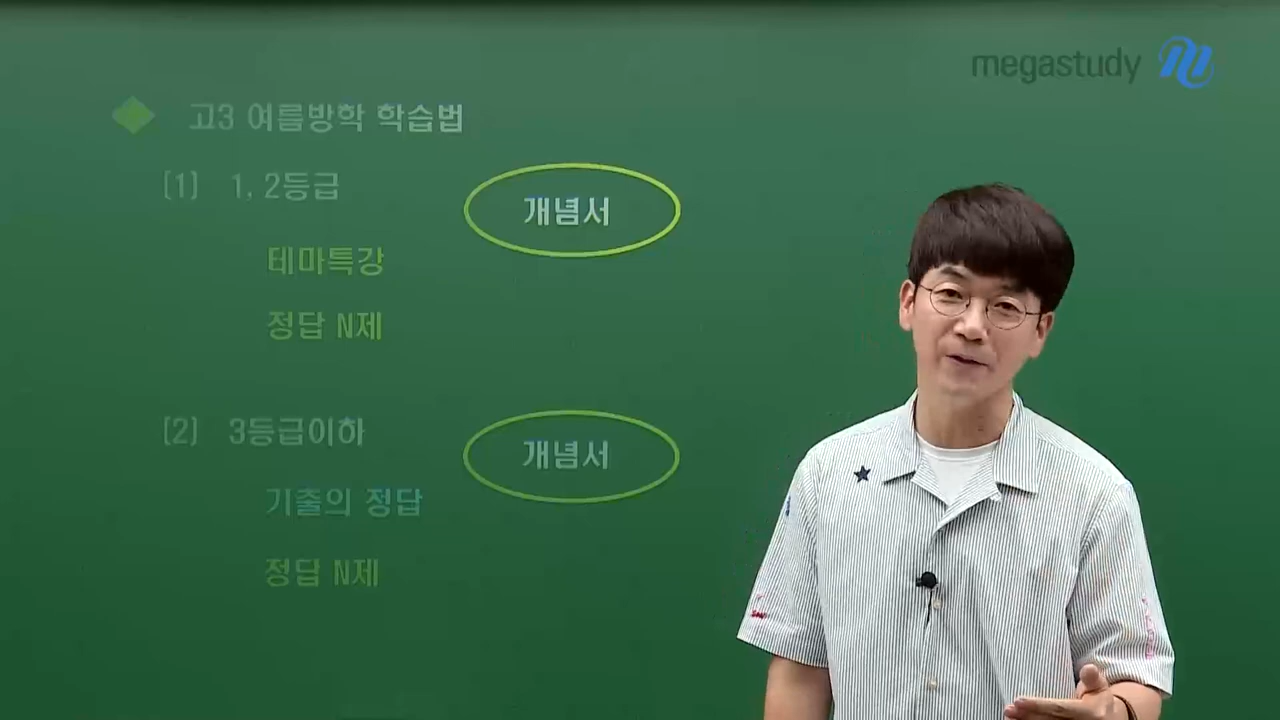 megastudy
고3 여름방학 학습법
(1) 1, 2등급
개념서
테마특강
정답 N제
(2) 3등급이하
개념서
기출의 정답
정답 N제